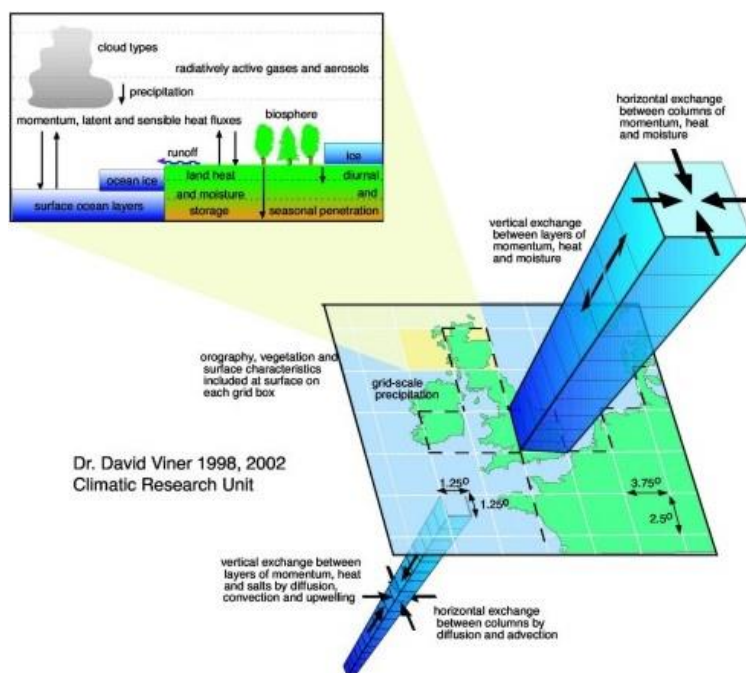 cloud types
radiatively active gases and aerosols
precipitation
momentum, latent and sensible heat fluxes
biosphere
runoff
ice
ocean ice
land heat
diurnal
and moisture
and
surface ocean layers
storage
seasonal penetration
horizontal exchange
between columns of
momentum, heat
and moisture
vertical exchange
between layers of
momentum, heat
and moisture
orography, vegetation and
surface characteristics
included at surface on
each grid box
grid-scale
precipitation
Dr. David Viner 1998, 2002
Climatic Research Unit
1.25º
1.25º
3.75º
2.5º
vertical exchange between
layers of momentum, heat
and salts by diffusion,
convection and upwelling
horizontal exchange
between columns by
diffusion and advection